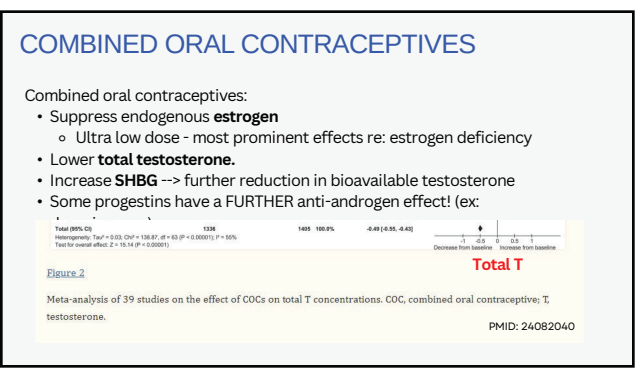 COMBINED ORAL CONTRACEPTIVES
Combined oral contraceptives:
• Suppress endogenous estrogen
○ Ultra low dose - most prominent effects re: estrogen deficiency
• Lower total testosterone.
• Increase SHBG --> further reduction in bioavailable testosterone
• Some progestins have a FURTHER anti-androgen effect! (ex:
Total (95% CI) 1336 1405 100.0% -0.49 [-0.55, -0.43]
Heterogeneity: Tau² = 0.03; Chi² = 138.87, df = 63 (P < 0.00001); I² = 55%
Test for overall effect: Z = 15.14 (P < 0.00001)
-1 -0.5 0 0.5 1
Decrease from baseline Increase from baseline
Total T
Figure 2
Meta-analysis of 39 studies on the effect of COCs on total T concentrations. COC, combined oral contraceptive; T,
testosterone.
PMID: 24082040